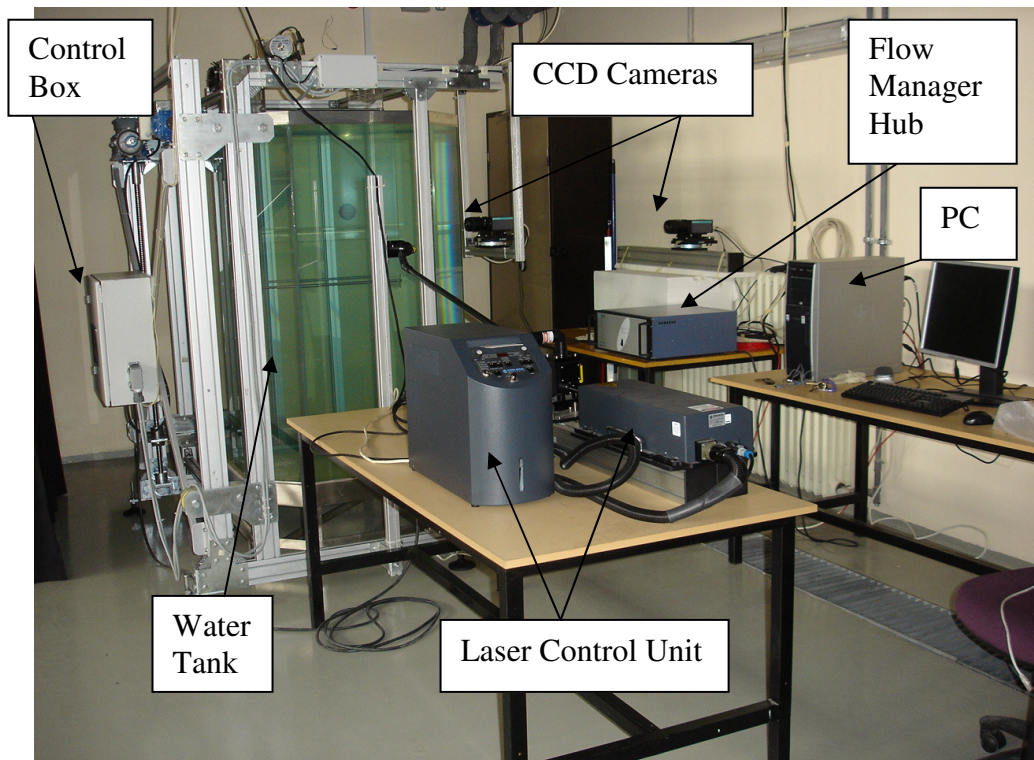 Control
Box
CCD Cameras
Flow
Manager
Hub
PC
Water
Tank
Laser Control Unit